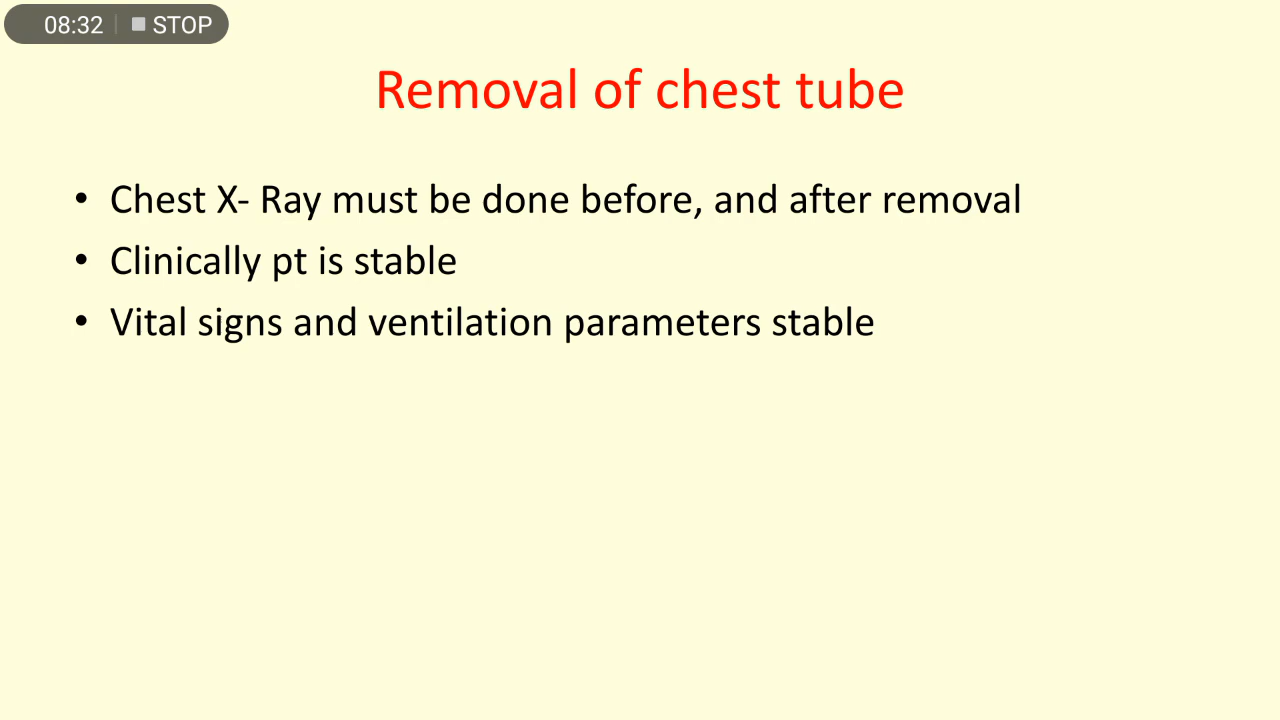 08:32 STOP
Removal of chest tube
• Chest X- Ray must be done before, and after removal
• Clinically pt is stable
• Vital signs and ventilation parameters stable